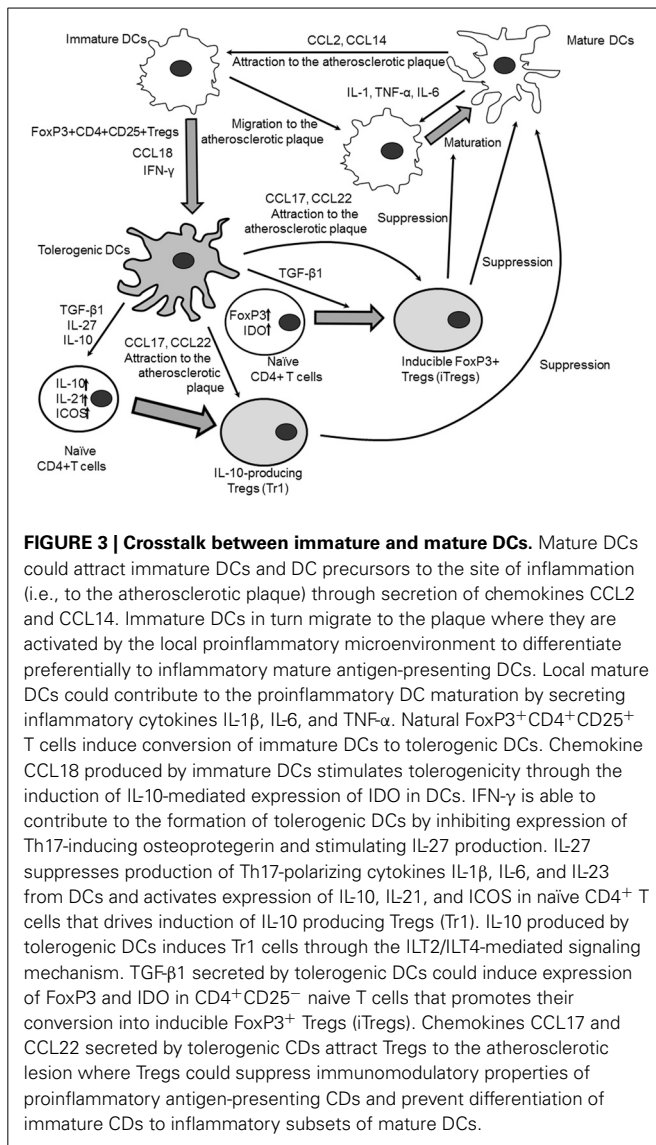 Immature DCs
CCL2, CCL14
Mature DCs
Attraction to the atherosclerotic plaque
IL-1, TNF-α, IL-6
FoxP3+CD4+CD25+Tregs
Migration to the
atherosclerotic plaque
Maturation
CCL18
IFN-γ
CCL17, CCL22
Attraction to the
atherosclerotic plaque
Suppression
Tolerogenic DCs
TGF-β1
Suppression
TGF-β1
IL-27
IL-10
CCL17, CCL22
Attraction to the
atherosclerotic
plaque
FoxP3
IDO
Naïve
CD4+ T cells
Inducible FoxP3+
Tregs (iTregs)
Suppression
IL-10
IL-21
ICOS
Naïve
CD4+T cells
IL-10-producing
Tregs (Tr1)
FIGURE 3 | Crosstalk between immature and mature DCs. Mature DCs
could attract immature DCs and DC precursors to the site of inflammation
(i.e., to the atherosclerotic plaque) through secretion of chemokines CCL2
and CCL14. Immature DCs in turn migrate to the plaque where they are
activated by the local proinflammatory microenvironment to differentiate
preferentially to inflammatory mature antigen-presenting DCs. Local mature
DCs could contribute to the proinflammatory DC maturation by secreting
inflammatory cytokines IL-1β, IL-6, and TNF-α. Natural FoxP3⁺CD4⁺CD25⁺
T cells induce conversion of immature DCs to tolerogenic DCs. Chemokine
CCL18 produced by immature DCs stimulates tolerogenicity through the
induction of IL-10-mediated expression of IDO in DCs. IFN-γ is able to
contribute to the formation of tolerogenic DCs by inhibiting expression of
Th17-inducing osteoprotegerin and stimulating IL-27 production. IL-27
suppresses production of Th17-polarizing cytokines IL-1β, IL-6, and IL-23
from DCs and activates expression of IL-10, IL-21, and ICOS in naïve CD4⁺ T
cells that drives induction of IL-10 producing Tregs (Tr1). IL-10 produced by
tolerogenic DCs induces Tr1 cells through the ILT2/ILT4-mediated signaling
mechanism. TGF-β1 secreted by tolerogenic DCs could induce expression
of FoxP3 and IDO in CD4⁺CD25⁻ naive T cells that promotes their
conversion into inducible FoxP3⁺ Tregs (iTregs). Chemokines CCL17 and
CCL22 secreted by tolerogenic CDs attract Tregs to the atherosclerotic
lesion where Tregs could suppress immunomodulatory properties of
proinflammatory antigen-presenting CDs and prevent differentiation of
immature CDs to inflammatory subsets of mature DCs.